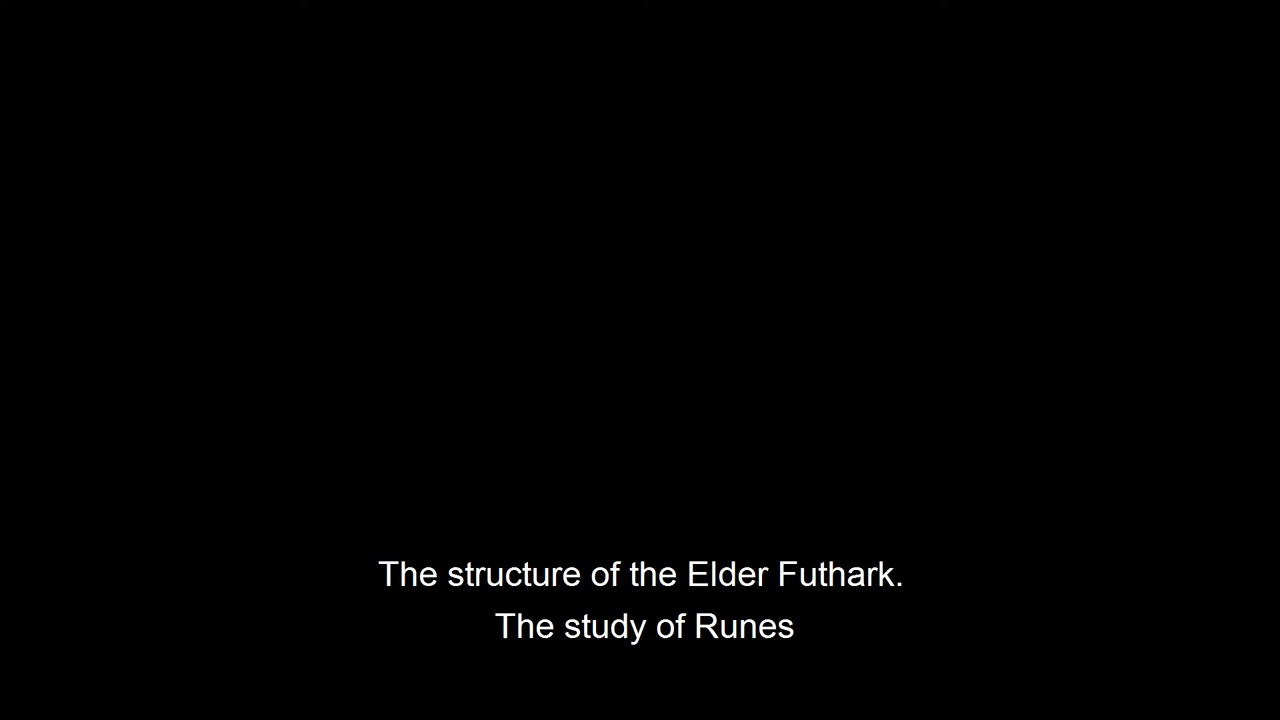 The structure of the Elder Futhark.
The study of Runes